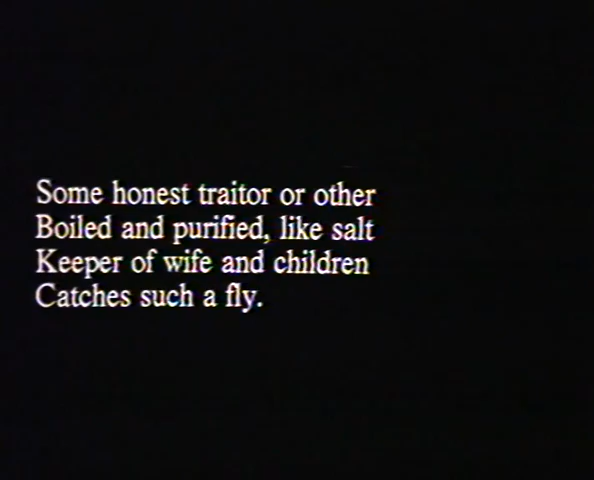 Some honest traitor or other
Boiled and purified, like salt
Keeper of wife and children
Catches such a fly.